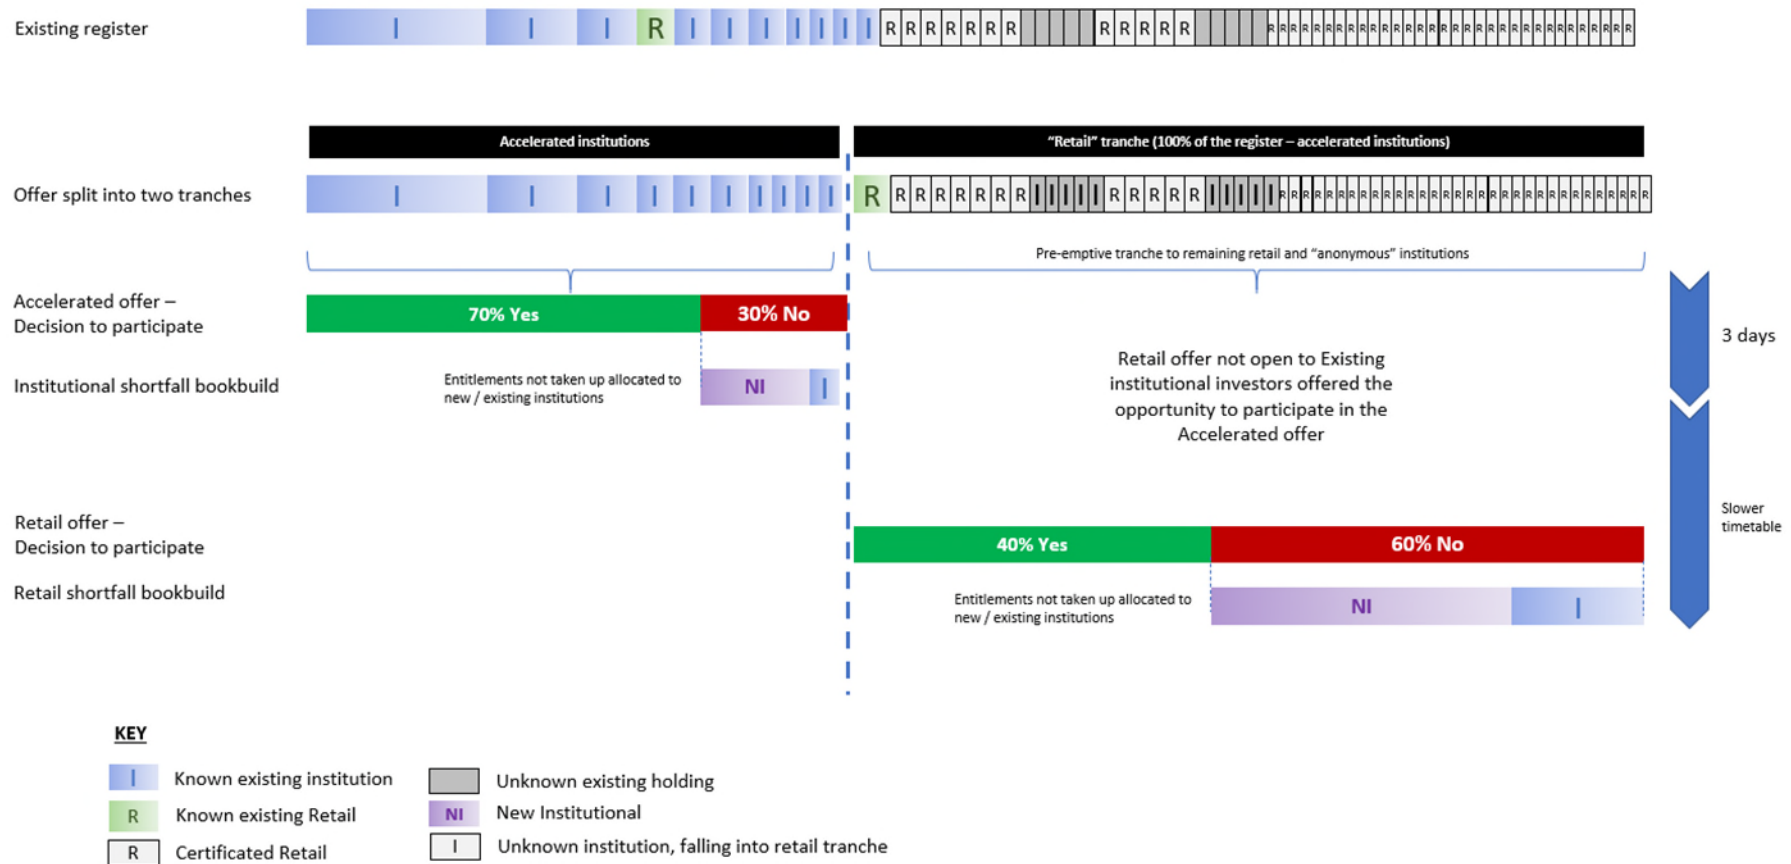 Existing register
I I I R I I I I I I I R R R R R R R R R R R R R R R R R R R R R R R R R R R R R R R R R R R R R R R R R R R R
Accelerated institutions
“Retail” tranche (100% of the register – accelerated institutions)
Offer split into two tranches
I I I I I I I I I I R R R R R R R R I I I I I R R R R R I I I I I R R R R R R R R R R R R R R R R R R R R R R R R R R R R R R R R
Pre-emptive tranche to remaining retail and “anonymous” institutions
Accelerated offer –
Decision to participate
70% Yes
30% No
3 days
Institutional shortfall bookbuild
Entitlements not taken up allocated to
new / existing institutions
NI
I
Retail offer not open to Existing
institutional investors offered the
opportunity to participate in the
Accelerated offer
Slower
timetable
Retail offer –
Decision to participate
40% Yes
60% No
Retail shortfall bookbuild
Entitlements not taken up allocated to
new / existing institutions
NI
I
KEY
I Known existing institution
R Known existing Retail
R Certificated Retail
Unknown existing holding
NI New Institutional
I Unknown institution, falling into retail tranche